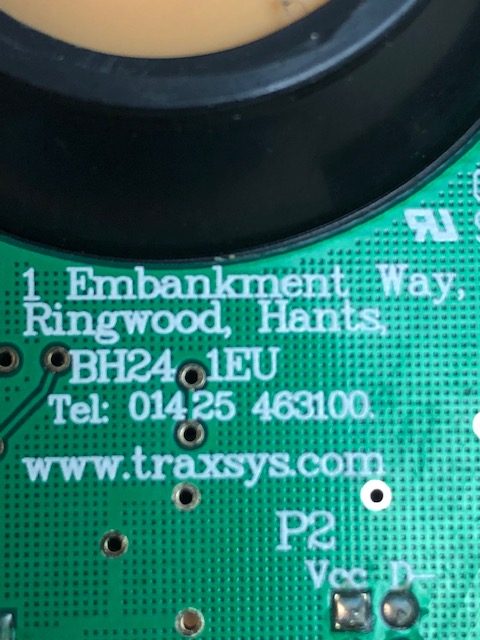 1 Embankment Way,
Ringwood, Hants,
BH24 1EU
Tel: 01425 463100.
www.traxsys.com
P2
Vcc D-